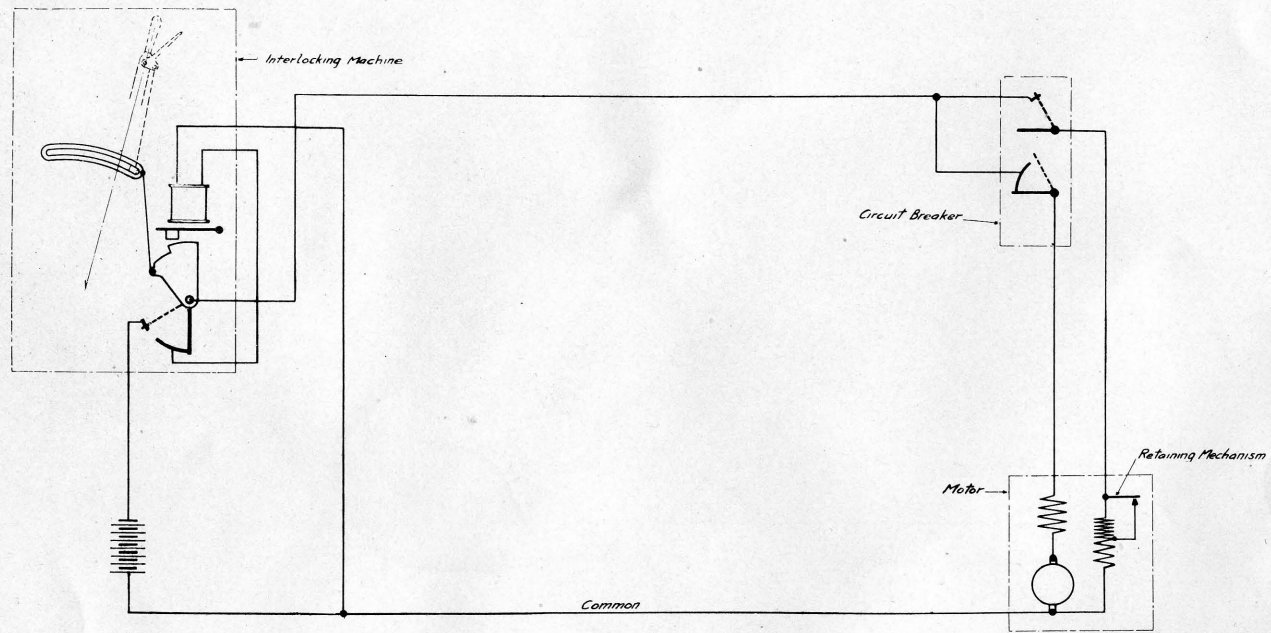 Interlocking Machine
Circuit Breaker
Retaining Mechanism
Motor
Common